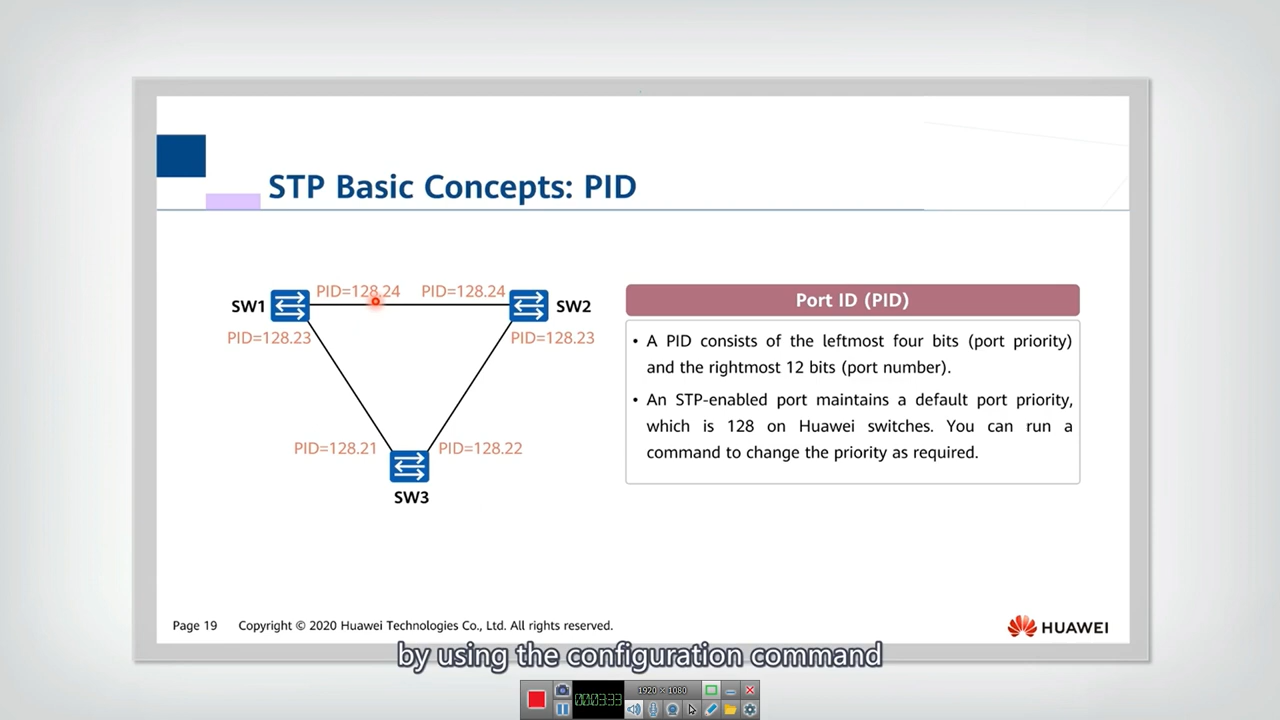 STP Basic Concepts: PID
PID=128.24
PID=128.24
SW1
SW2
PID=128.23
PID=128.23
PID=128.21
PID=128.22
SW3
Port ID (PID)
• A PID consists of the leftmost four bits (port priority)
and the rightmost 12 bits (port number).
• An STP-enabled port maintains a default port priority,
which is 128 on Huawei switches. You can run a
command to change the priority as required.
Page 19 Copyright © 2020 Huawei Technologies Co., Ltd. All rights reserved.
HUAWEI
by using the configuration command
1920 × 1080
00:03:33